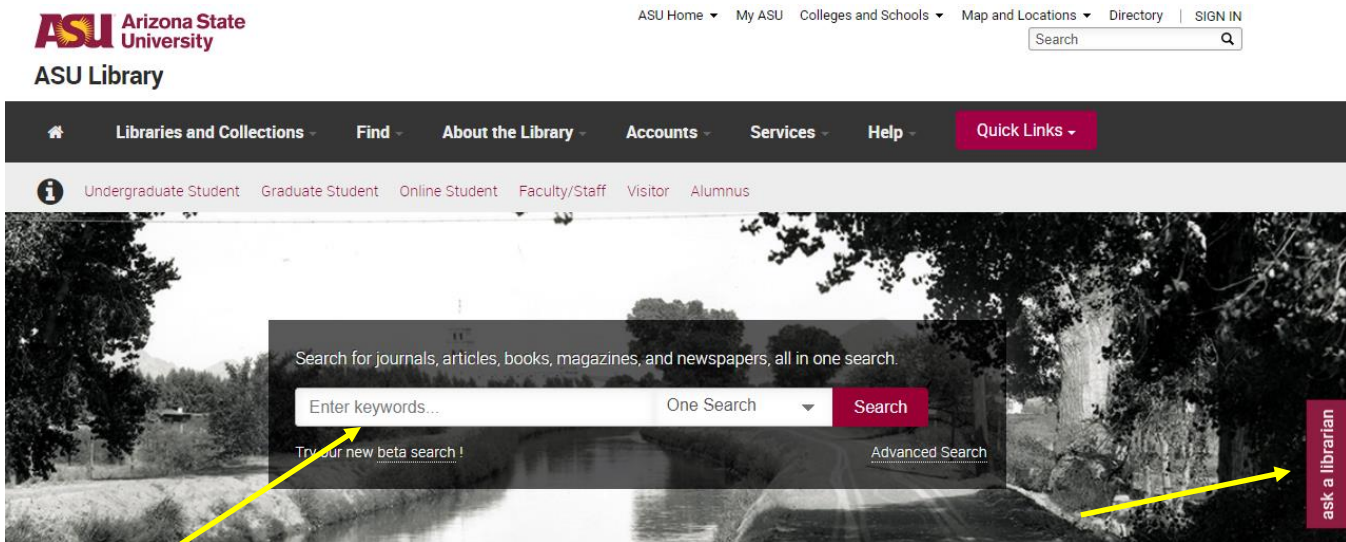 ASU Home My ASU Colleges and Schools Map and Locations Directory | SIGN IN
ASU Arizona State University
Search
ASU Library
Libraries and Collections Find About the Library Accounts Services Help Quick Links
Undergraduate Student Graduate Student Online Student Faculty/Staff Visitor Alumnus
Search for journals, articles, books, magazines, and newspapers, all in one search.
Enter keywords... One Search Search
Try our new beta search ! Advanced Search
ask a librarian